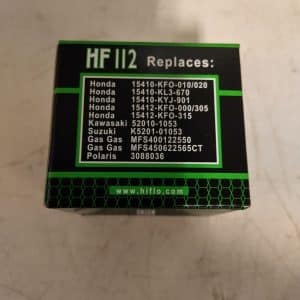 HF 112 Replaces:
Honda 15410-KFO-010/020
Honda 15410-KL3-670
Honda 15410-KYJ-901
Honda 15412-KFO-000/305
Honda 15412-KFO-315
Kawasaki 52010-1053
Suzuki K5201-01053
Gas Gas MFS400122550
Gas Gas MFS450622565CT
Polaris 3088036
www.hiflo.com